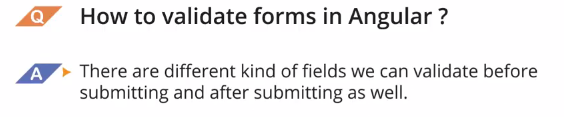 Q How to validate forms in Angular ?
A There are different kind of fields we can validate before
submitting and after submitting as well.